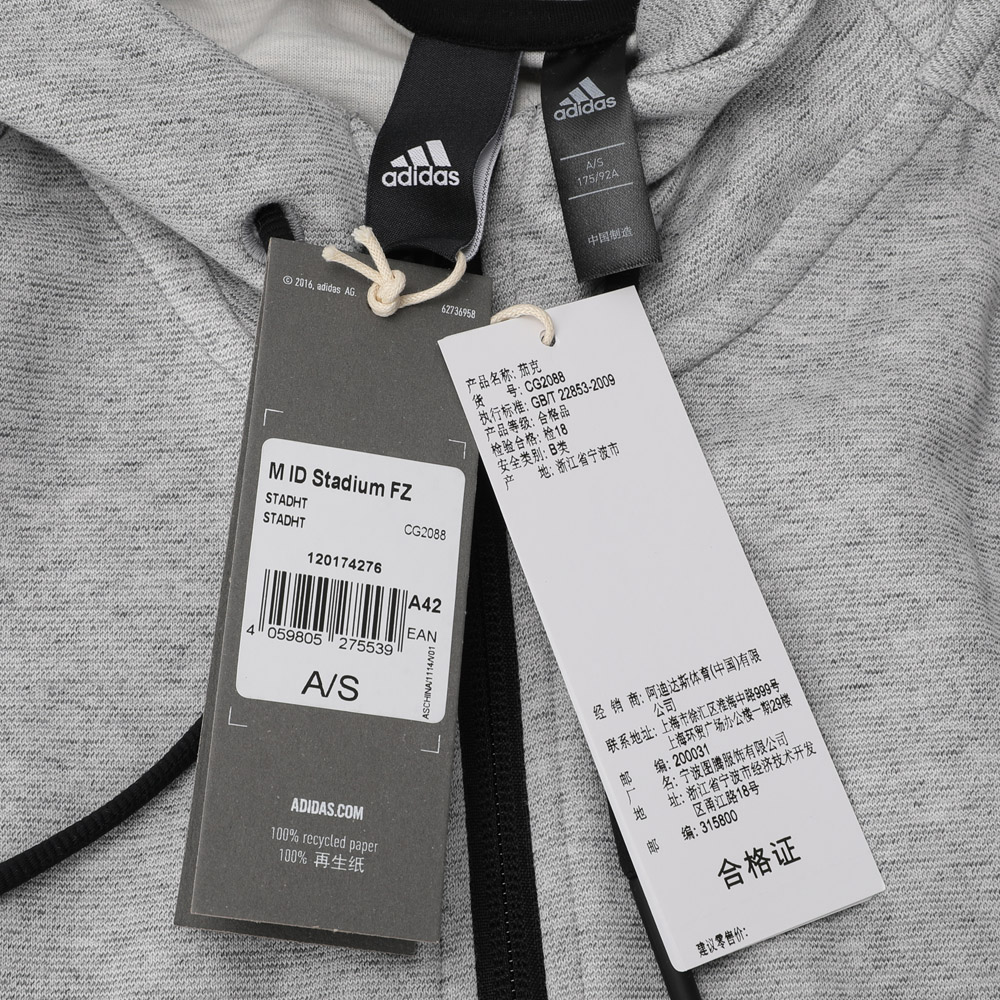 adidas
adidas
A/S
175/92A
中国制造
© 2016, adidas AG.
62736958
M ID Stadium FZ
STADHT
STADHT
CG2088
120174276
A42
4 059805 275539
EAN
ASCHINA/1114/V01
A/S
ADIDAS.COM
100% recycled paper
100% 再生纸
产品名称: 茄克
货 号: CG2088
执行标准: GB/T 22853-2009
产品等级: 合格品
检验合格: 检18
安全类别: B类
产 地: 浙江省宁波市
经 销 商: 阿迪达斯体育(中国)有限
公司
联系地址: 上海市徐汇区淮海中路999号
上海环贸广场办公楼一期29楼
邮 编: 200031
厂 名: 宁波图腾服饰有限公司
地 址: 浙江省宁波市经济技术开发
区甬江路18号
邮 编: 315800
合格证
建议零售价: